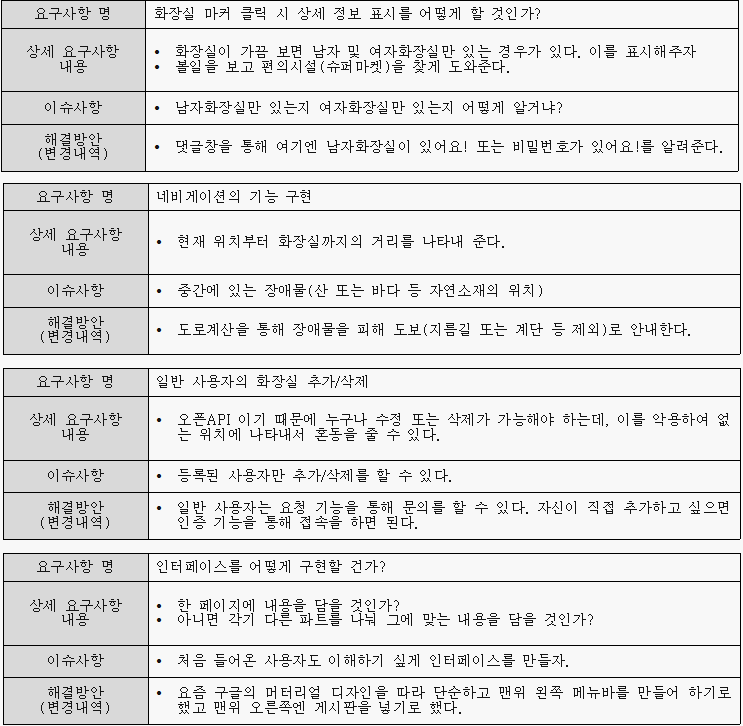 요구사항 명
화장실 마커 클릭 시 상세 정보 표시를 어떻게 할 것인가?
상세 요구사항
내용
• 화장실이 가끔 보면 남자 및 여자화장실만 있는 경우가 있다. 이를 표시해주자
• 볼일을 보고 편의시설(슈퍼마켓)을 찾게 도와준다.
이슈사항
• 남자화장실만 있는지 여자화장실만 있는지 어떻게 알거냐?
해결방안
(변경내역)
• 댓글창을 통해 여기엔 남자화장실이 있어요! 또는 비밀번호가 있어요!를 알려준다.
요구사항 명
네비게이션의 기능 구현
상세 요구사항
내용
• 현재 위치부터 화장실까지의 거리를 나타내 준다.
이슈사항
• 중간에 있는 장애물(산 또는 바다 등 자연소재의 위치)
해결방안
(변경내역)
• 도로계산을 통해 장애물을 피해 도보(지름길 또는 계단 등 제외)로 안내한다.
요구사항 명
일반 사용자의 화장실 추가/삭제
상세 요구사항
내용
• 오픈API 이기 때문에 누구나 수정 또는 삭제가 가능해야 하는데, 이를 악용하여 없
는 위치에 나타내서 혼동을 줄 수 있다.
이슈사항
• 등록된 사용자만 추가/삭제를 할 수 있다.
해결방안
(변경내역)
• 일반 사용자는 요청 기능을 통해 문의를 할 수 있다. 자신이 직접 추가하고 싶으면
인증 기능을 통해 접속을 하면 된다.
요구사항 명
인터페이스를 어떻게 구현할 건가?
상세 요구사항
내용
• 한 페이지에 내용을 담을 것인가?
• 아니면 각기 다른 파트를 나눠 그에 맞는 내용을 담을 것인가?
이슈사항
• 처음 들어온 사용자도 이해하기 싶게 인터페이스를 만들자.
해결방안
(변경내역)
• 요즘 구글의 머터리얼 디자인을 따라 단순하고 맨위 왼쪽 메뉴바를 만들어 하기로
했고 맨위 오른쪽엔 게시판을 넣기로 했다.